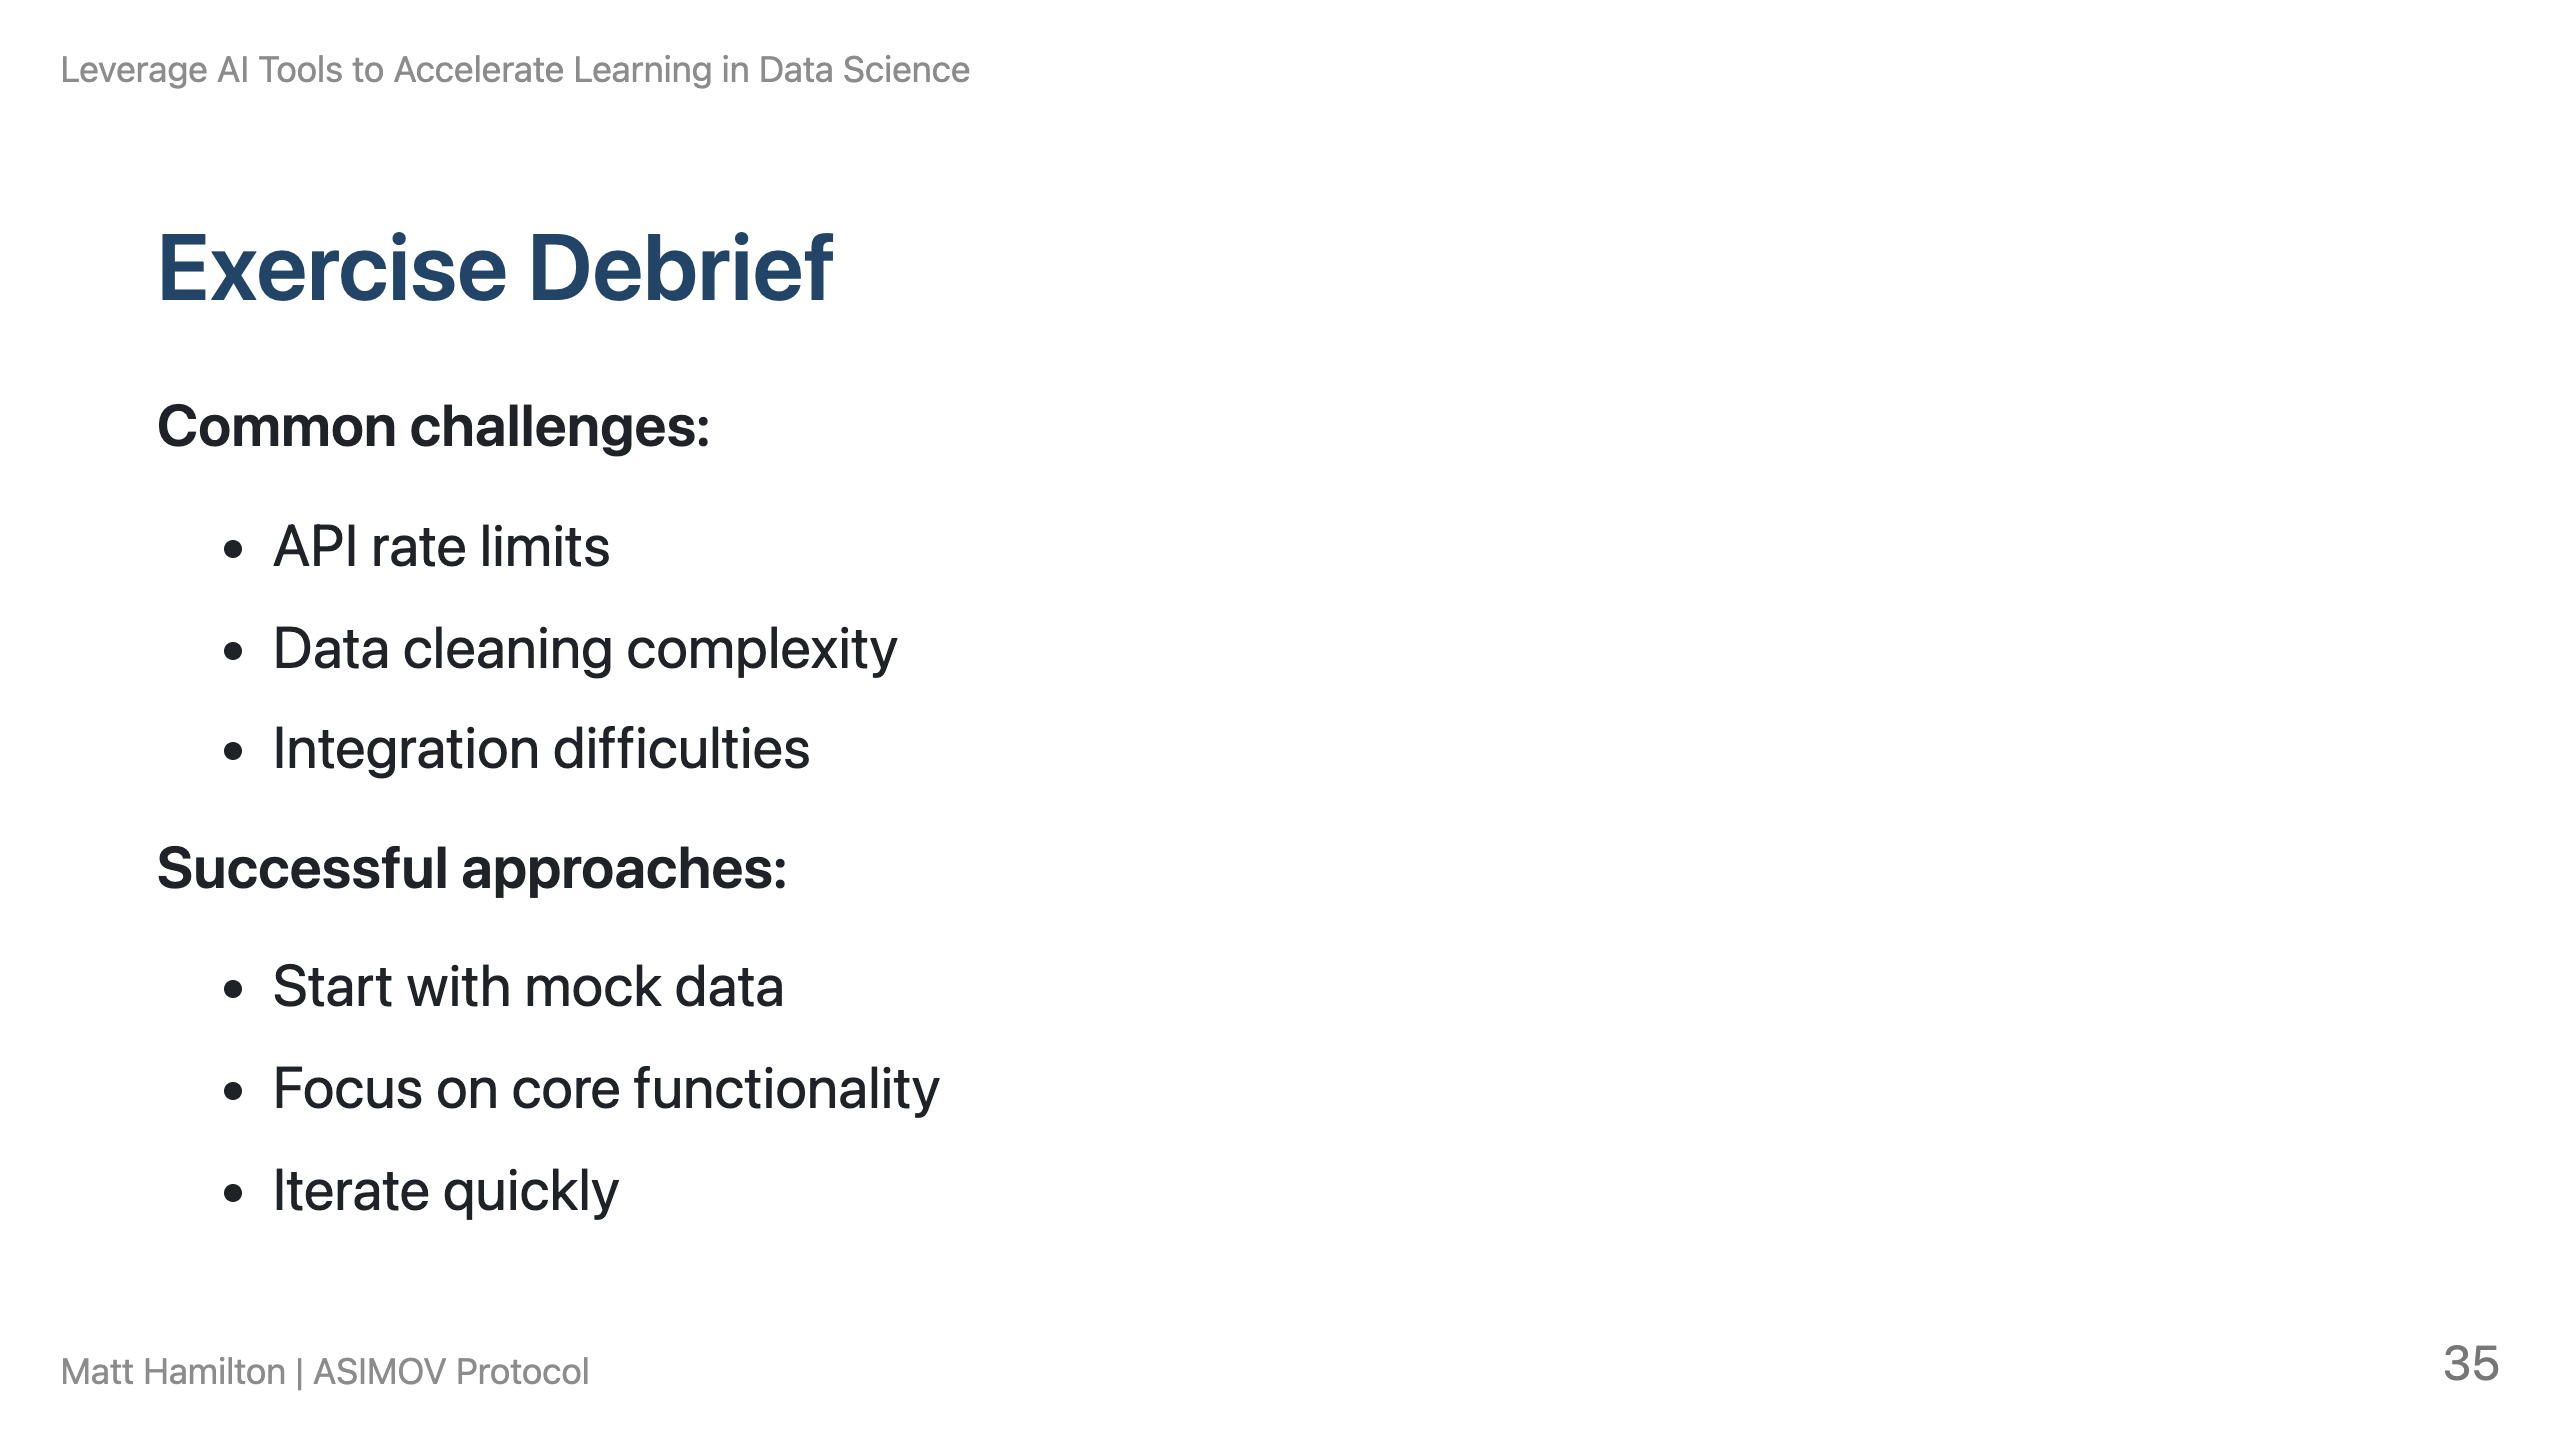 Leverage AI Tools to Accelerate Learning in Data Science
Exercise Debrief
Common challenges:
• API rate limits
• Data cleaning complexity
• Integration difficulties
Successful approaches:
• Start with mock data
• Focus on core functionality
• Iterate quickly
Matt Hamilton | ASIMOV Protocol
35